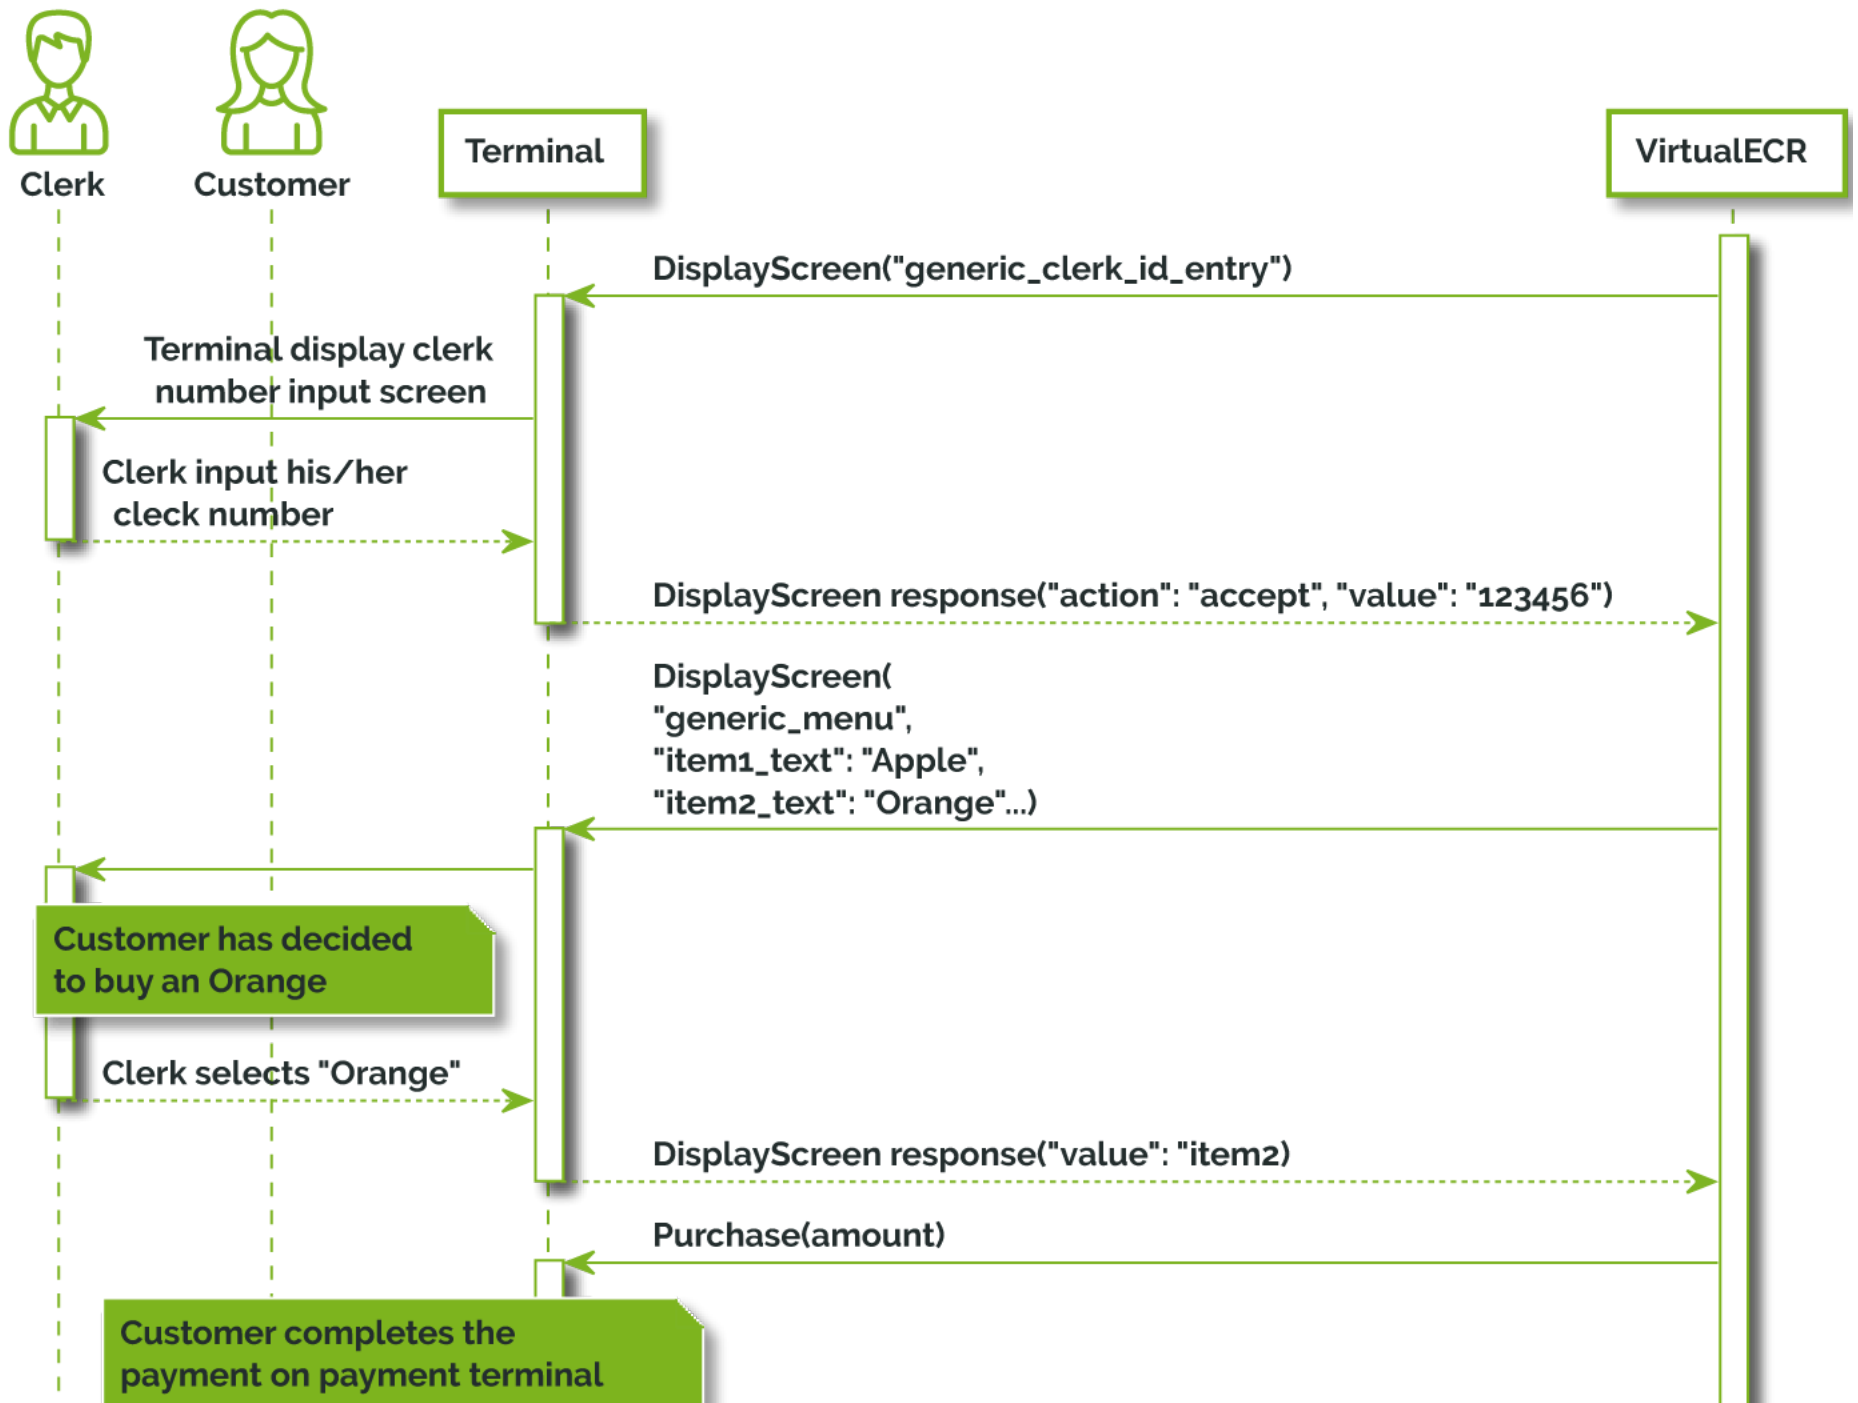 Clerk
Customer
Terminal
VirtualECR
DisplayScreen("generic_clerk_id_entry")
Terminal display clerk
number input screen
Clerk input his/her
cleck number
DisplayScreen response("action": "accept", "value": "123456")
DisplayScreen(
"generic_menu",
"item1_text": "Apple",
"item2_text": "Orange"...)
Customer has decided
to buy an Orange
Clerk selects "Orange"
DisplayScreen response("value": "item2)
Purchase(amount)
Customer completes the
payment on payment terminal